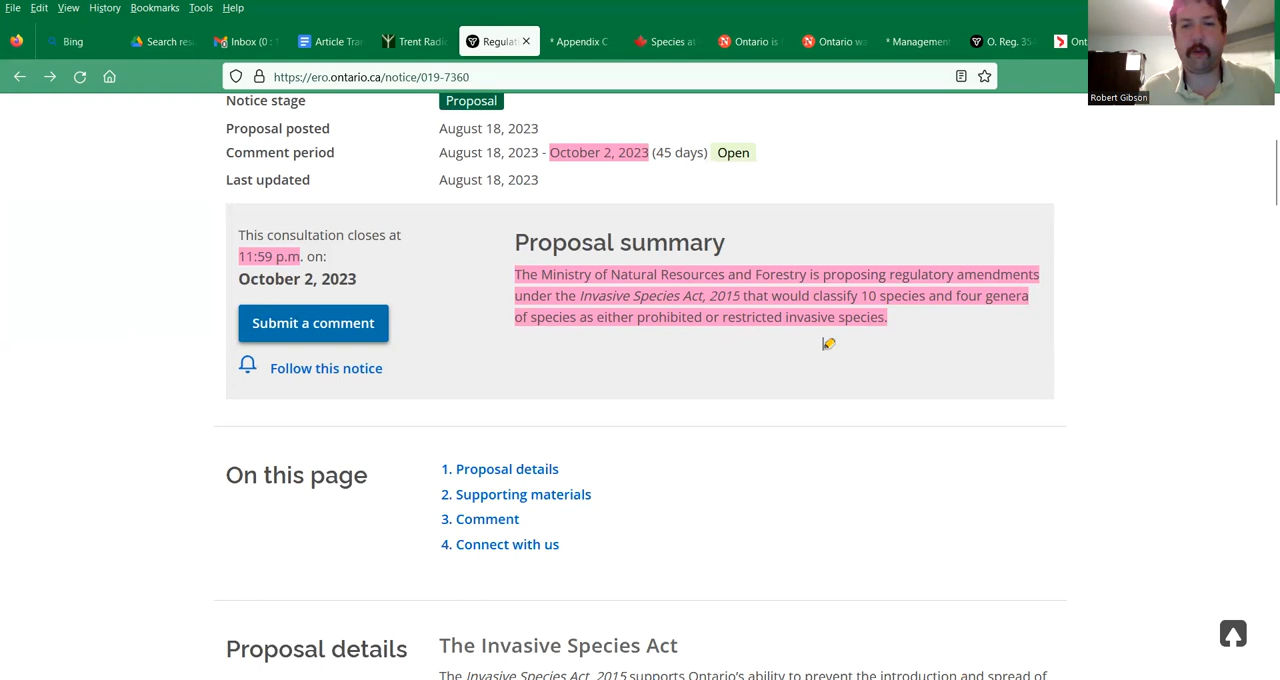 File Edit View History Bookmarks Tools Help
Bing Search res Inbox (0 : Article Tra Trent Radi Regulat * Appendix C Species a Ontario is Ontario w * Managemen O. Reg. 35 Ont
https://ero.ontario.ca/notice/019-7360
Robert Gibson
Notice stage Proposal
Proposal posted August 18, 2023
Comment period August 18, 2023 - October 2, 2023 (45 days) Open
Last updated August 18, 2023
This consultation closes at
11:59 p.m. on:
October 2, 2023
Submit a comment
Follow this notice
Proposal summary
The Ministry of Natural Resources and Forestry is proposing regulatory amendments
under the Invasive Species Act, 2015 that would classify 10 species and four genera
of species as either prohibited or restricted invasive species.
On this page
1. Proposal details
2. Supporting materials
3. Comment
4. Connect with us
Proposal details
The Invasive Species Act
The Invasive Species Act, 2015 supports Ontario's ability to prevent the introduction and spread of